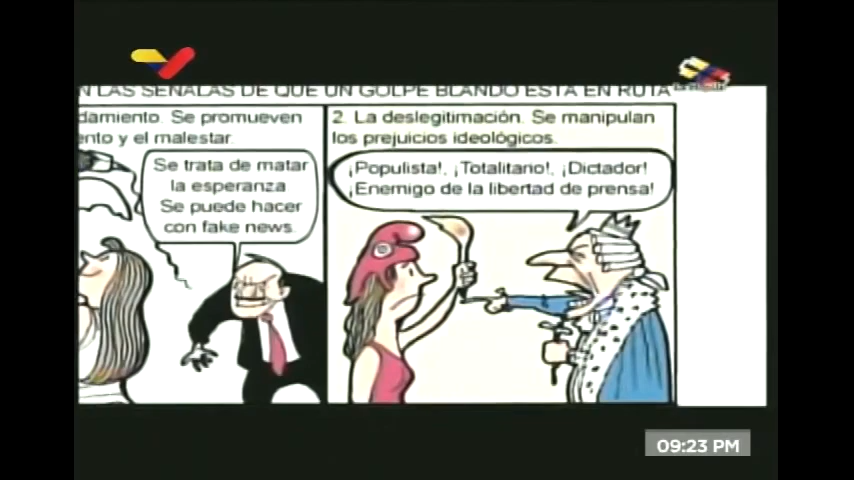 N LAS SEÑALAS DE QUE UN GOLPE BLANDO ESTÁ EN RUTA
damiento. Se promueven
nto y el malestar.
Se trata de matar
la esperanza
Se puede hacer
con fake news.
2. La deslegitimación. Se manipulan
los prejuicios ideológicos.
¡Populista!, ¡Totalitario!, ¡Dictador!
¡Enemigo de la libertad de prensa!
09:23 PM